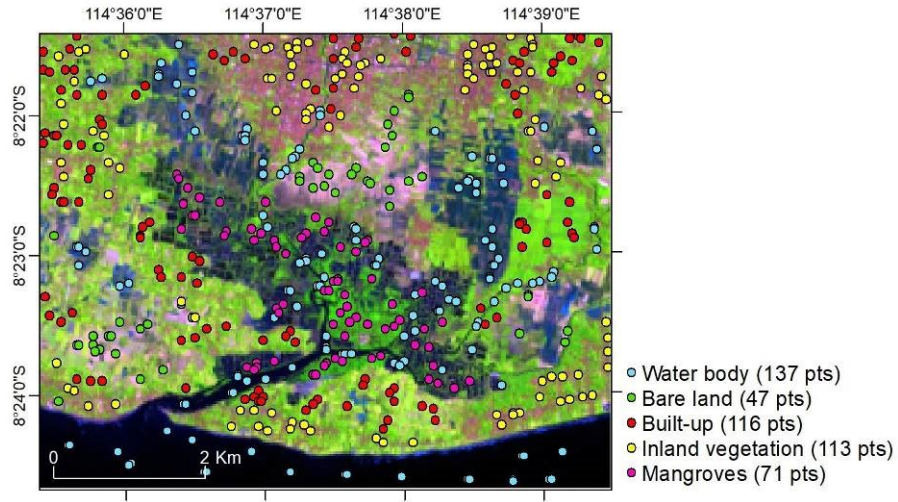 114°36'0"E 114°37'0"E 114°38'0"E 114°39'0"E
8°22'0"S
8°23'0"S
8°24'0"S
0 2 Km
Water body (137 pts)
Bare land (47 pts)
Built-up (116 pts)
Inland vegetation (113 pts)
Mangroves (71 pts)